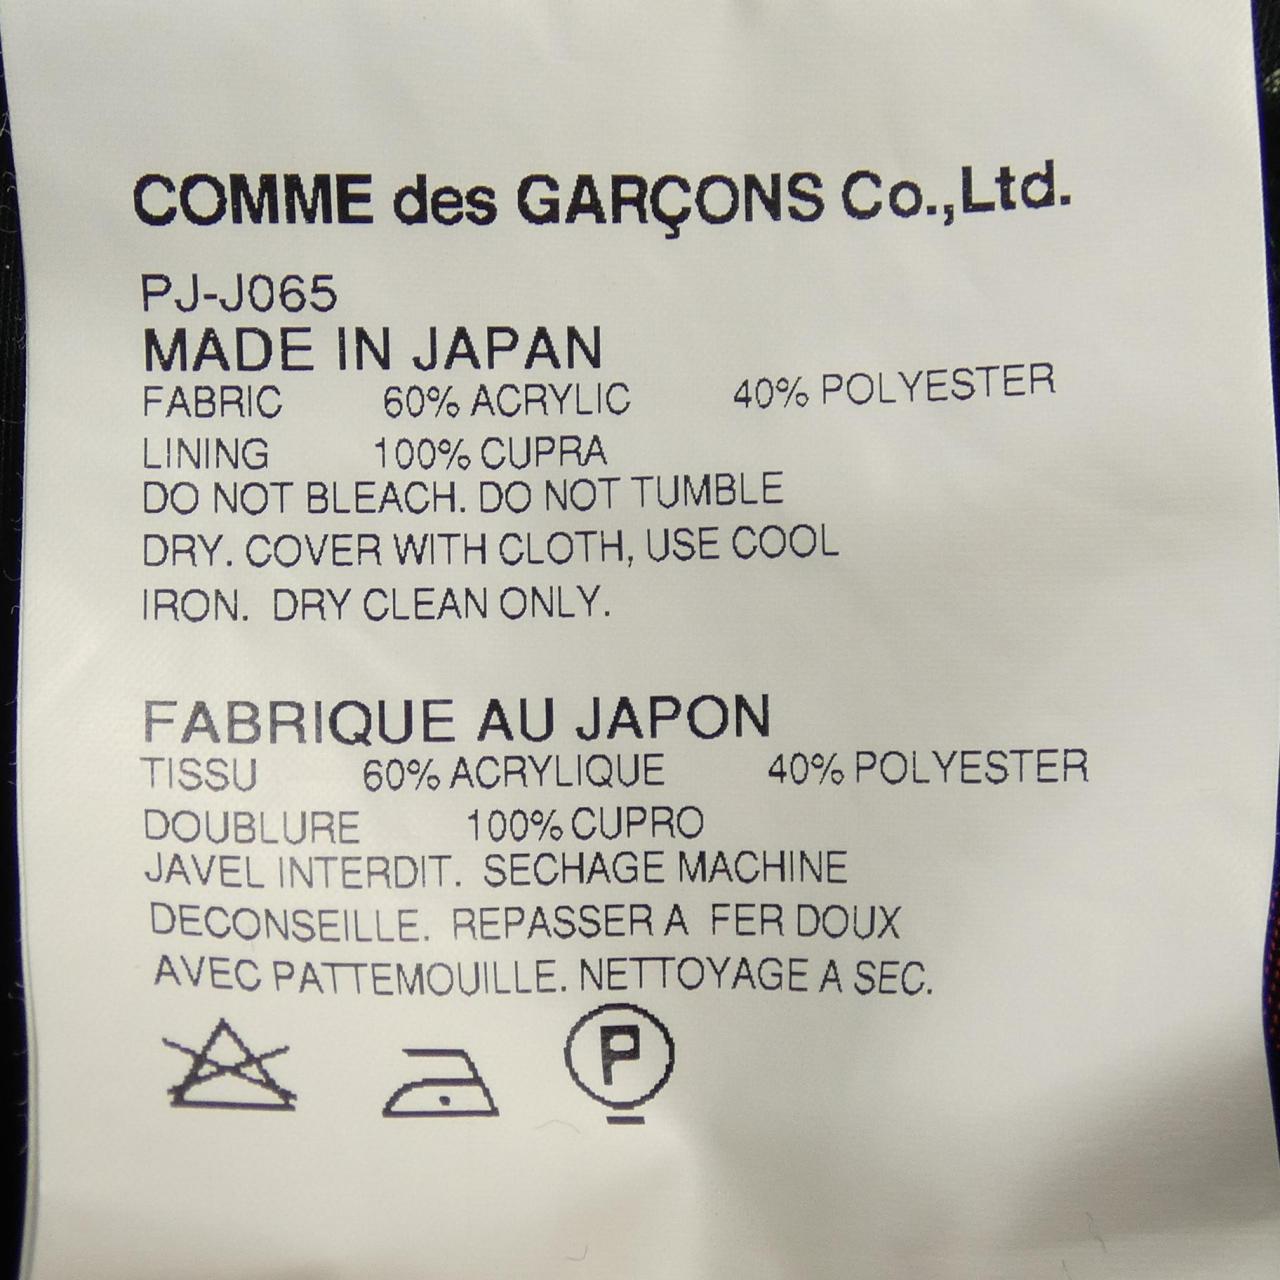 COMME des GARÇONS Co.,Ltd.
PJ-J065
MADE IN JAPAN
FABRIC 60% ACRYLIC 40% POLYESTER
LINING 100% CUPRA
DO NOT BLEACH. DO NOT TUMBLE
DRY. COVER WITH CLOTH, USE COOL
IRON. DRY CLEAN ONLY.
FABRIQUE AU JAPON
TISSU 60% ACRYLIQUE 40% POLYESTER
DOUBLURE 100% CUPRO
JAVEL INTERDIT. SECHAGE MACHINE
DECONSEILLE. REPASSER A FER DOUX
AVEC PATTEMOUILLE. NETTOYAGE A SEC.
P